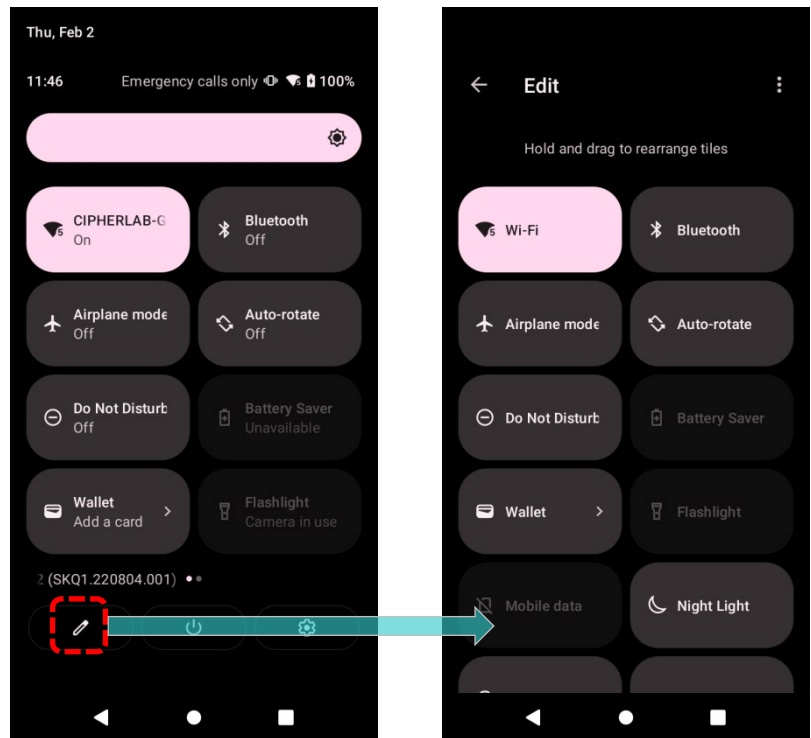 Thu, Feb 2
11:46 Emergency calls only 100%
CIPHERLAB-G
On
Bluetooth
Off
Airplane mode
Off
Auto-rotate
Off
Do Not Disturb
Off
Battery Saver
Unavailable
Wallet
Add a card
Flashlight
Camera in use
2 (SKQ1.220804.001)
Edit
Hold and drag to rearrange tiles
5 Wi-Fi
Bluetooth
Airplane mode
Auto-rotate
Do Not Disturb
Battery Saver
Wallet
Flashlight
Mobile data
Night Light